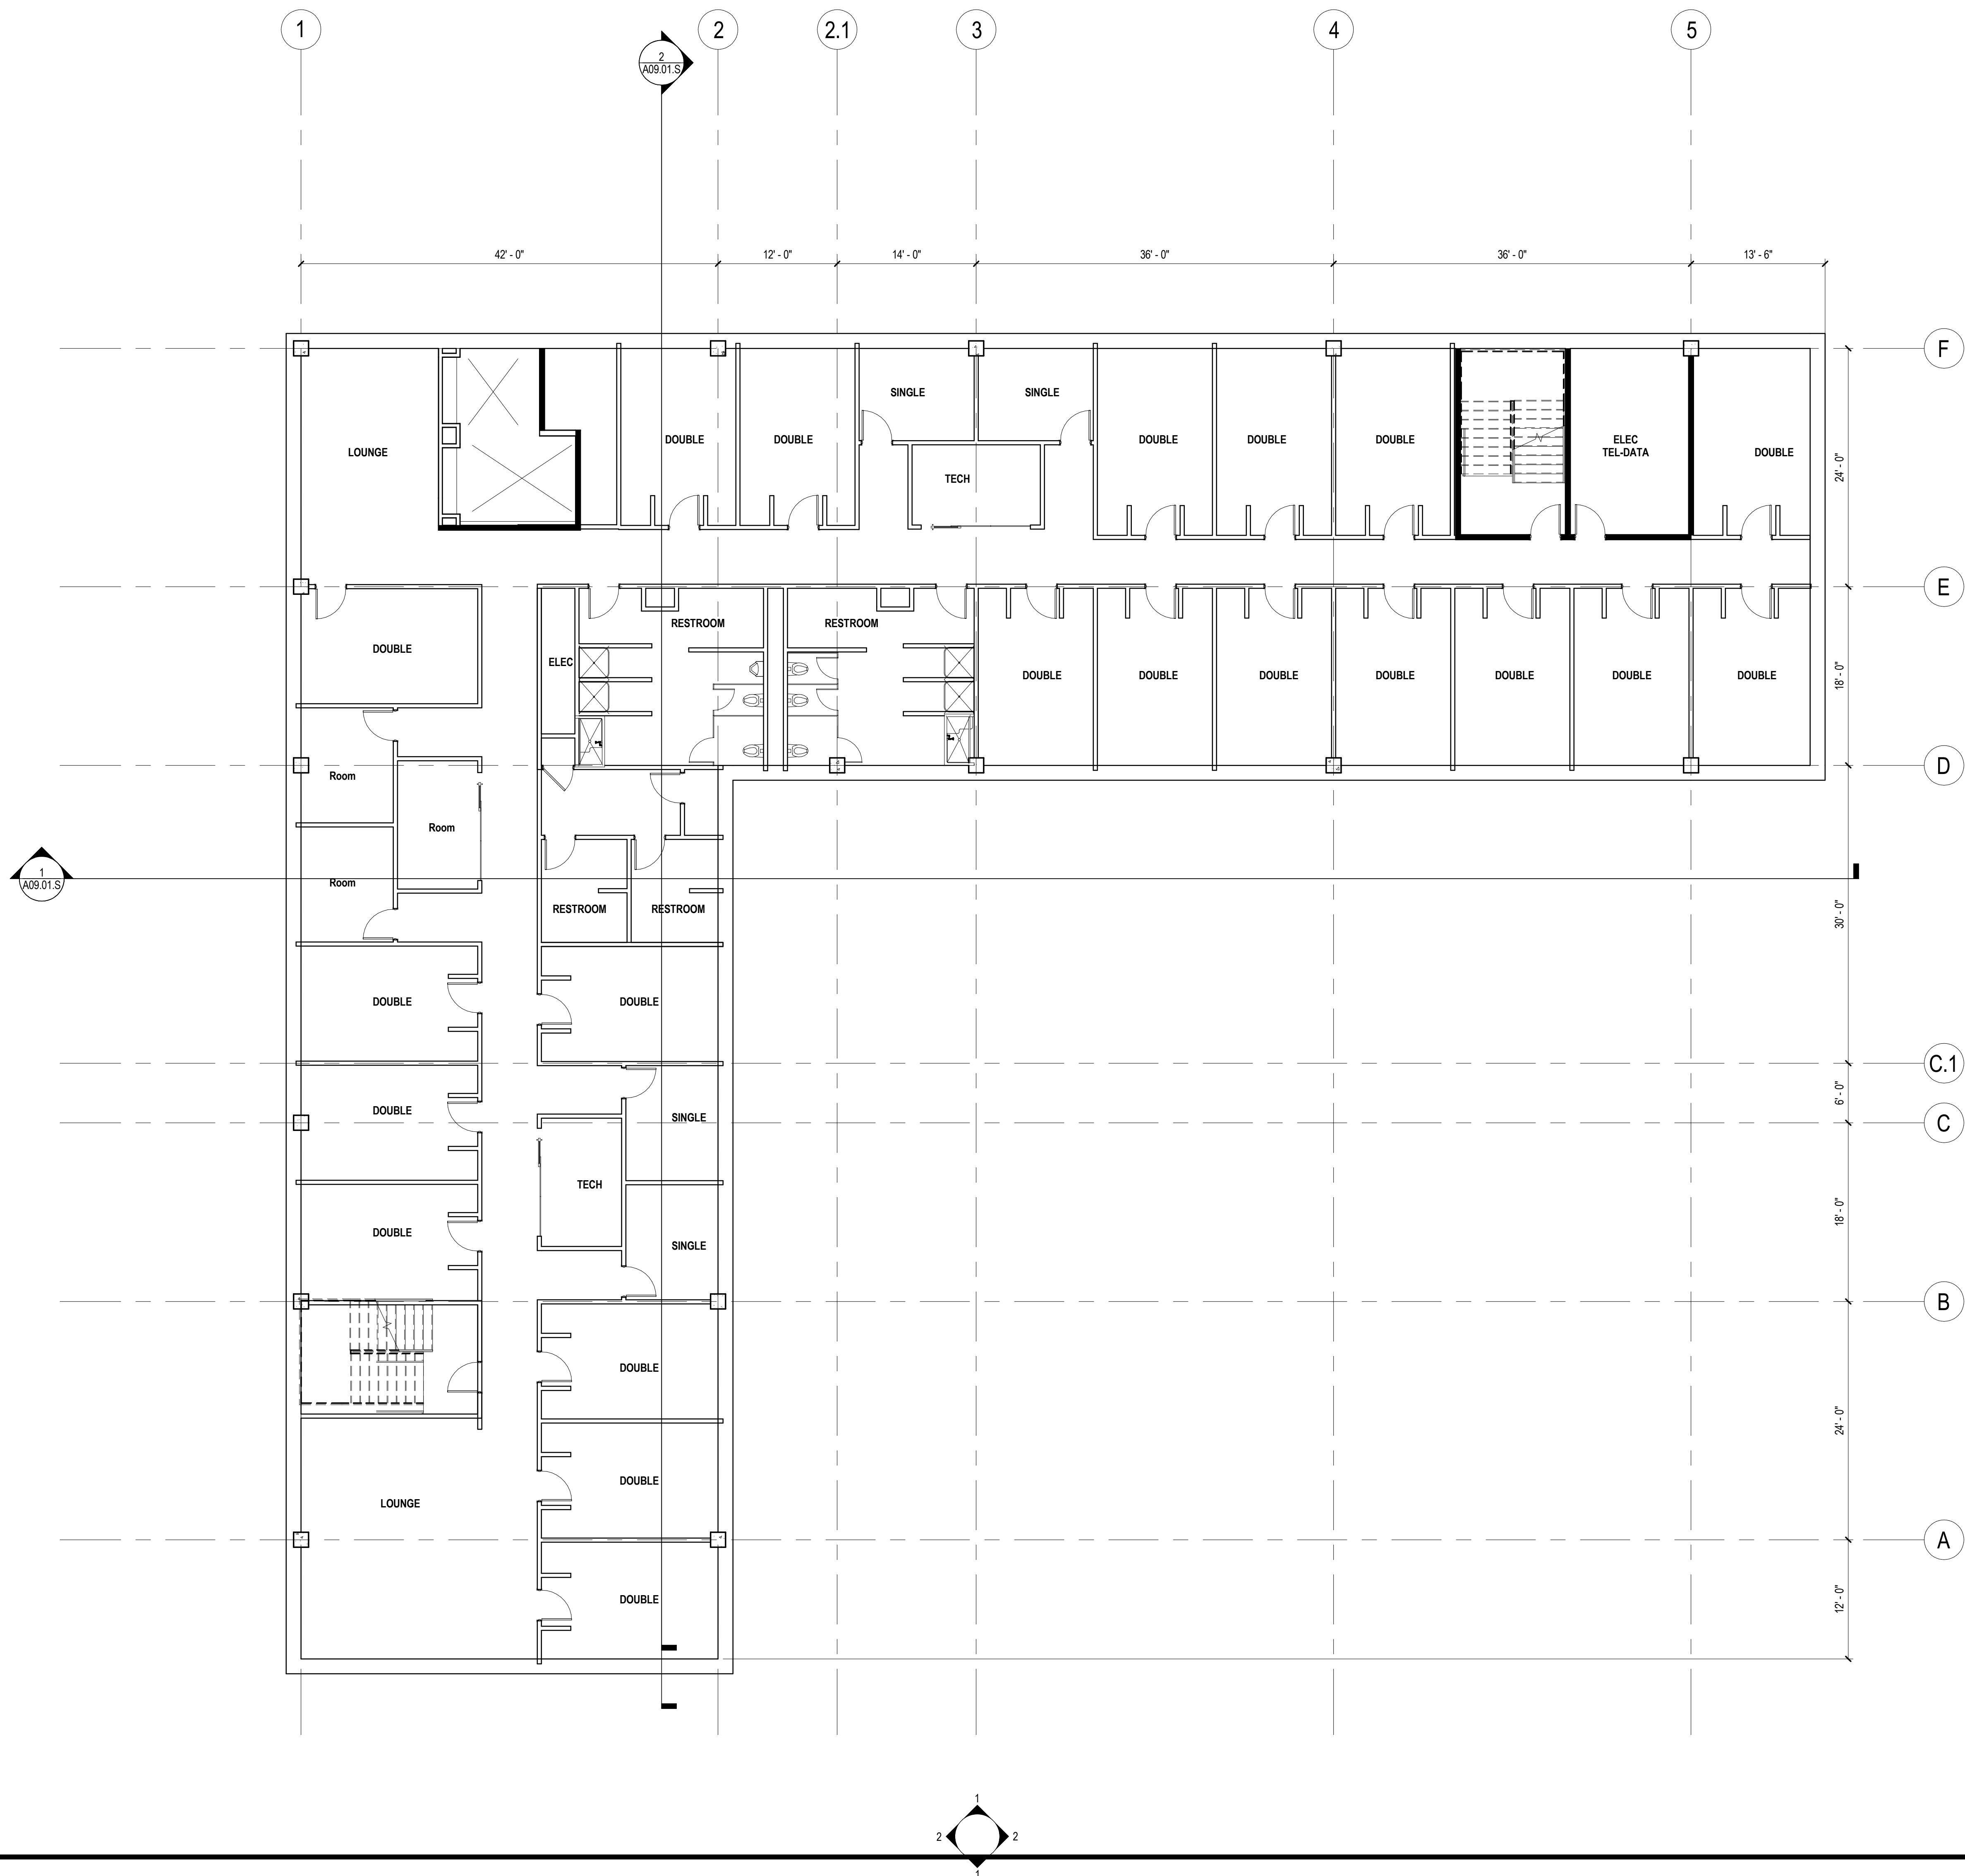 1
2
2.1
3
4
5
2
A09.01.S
42' - 0"
12' - 0"
14' - 0"
36' - 0"
36' - 0"
13' - 6"
F
SINGLE
SINGLE
DOUBLE
DOUBLE
DOUBLE
DOUBLE
DOUBLE
ELEC
TEL-DATA
LOUNGE
DOUBLE
24' - 0"
TECH
E
RESTROOM
RESTROOM
DOUBLE
ELEC
DOUBLE
DOUBLE
DOUBLE
DOUBLE
DOUBLE
DOUBLE
DOUBLE
18' - 0"
D
Room
Room
1
A09.01.S
Room
RESTROOM
RESTROOM
30' - 0"
DOUBLE
DOUBLE
C.1
6' - 0"
DOUBLE
SINGLE
C
TECH
18' - 0"
DOUBLE
SINGLE
B
DOUBLE
24' - 0"
DOUBLE
LOUNGE
A
DOUBLE
12' - 0"
1
2
2
1